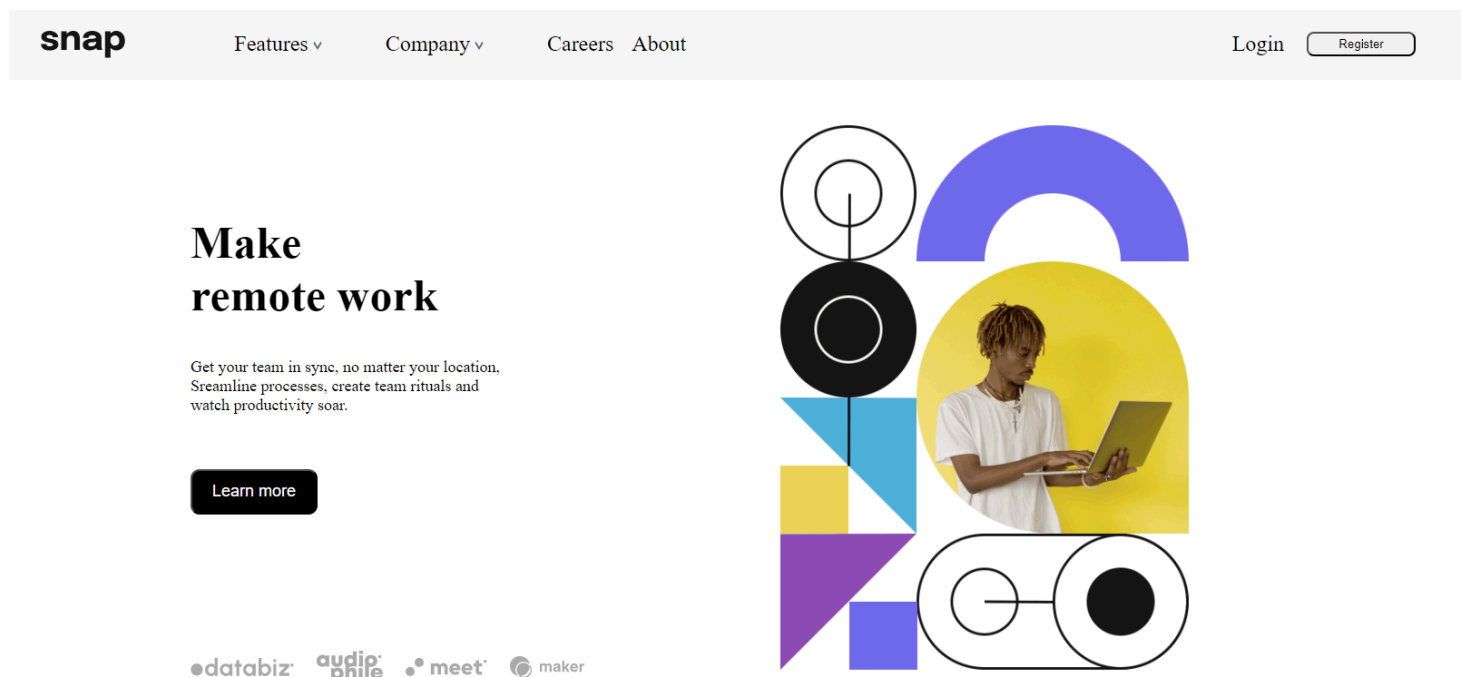 snap
Features Company Careers About Login Register
Make
remote work
Get your team in sync, no matter your location,
Sreamline processes, create team rituals and
watch productivity soar.
Learn more
databiz audiophile meet maker